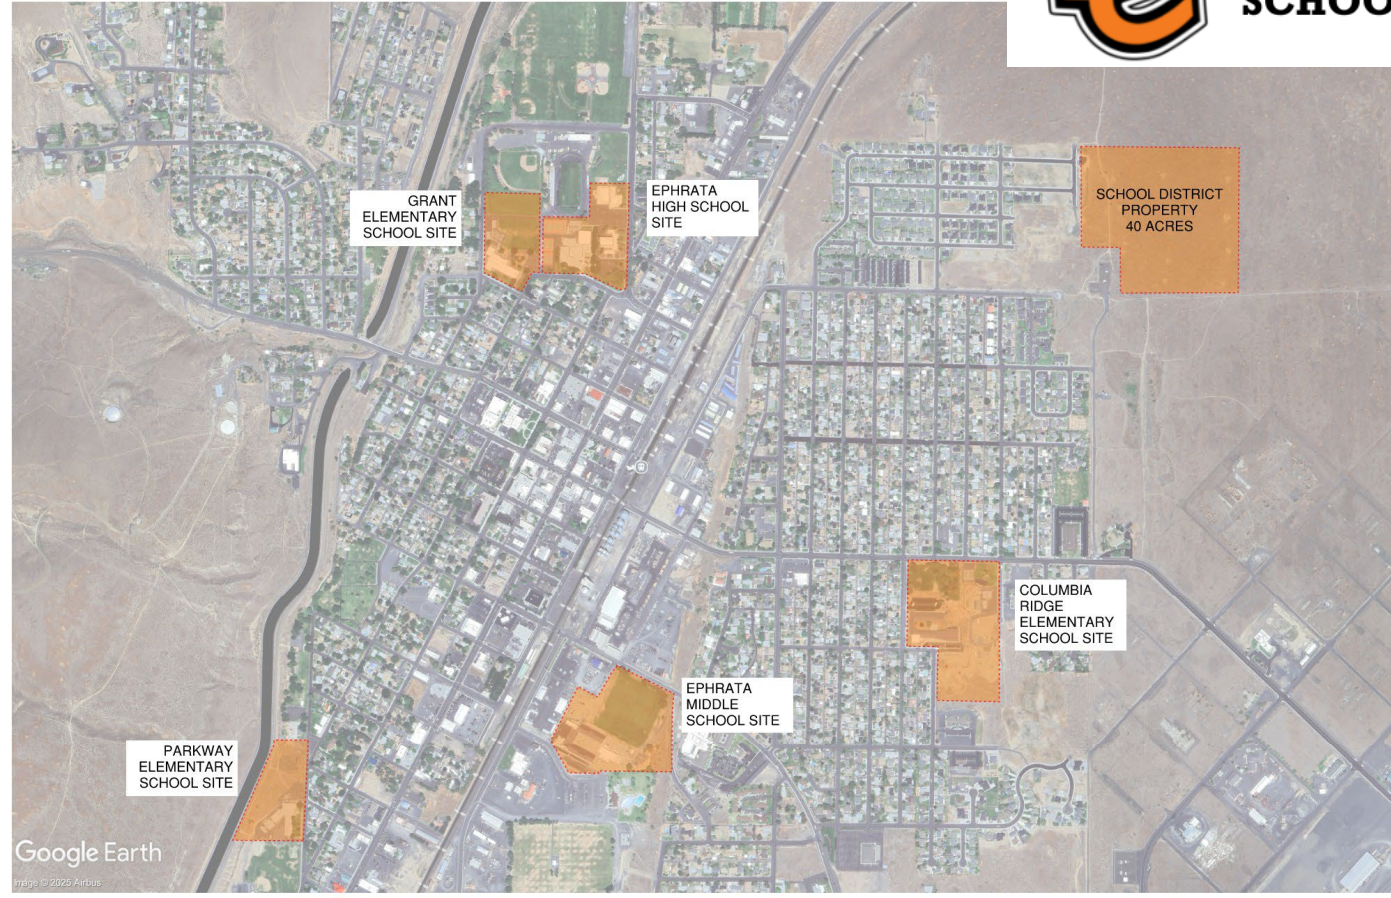 SCHOO
GRANT
ELEMENTARY
SCHOOL SITE
EPHRATA
HIGH SCHOOL
SITE
SCHOOL DISTRICT
PROPERTY
40 ACRES
COLUMBIA
RIDGE
ELEMENTARY
SCHOOL SITE
EPHRATA
MIDDLE
SCHOOL SITE
PARKWAY
ELEMENTARY
SCHOOL SITE
Google Earth
Image © 2025 Airbus